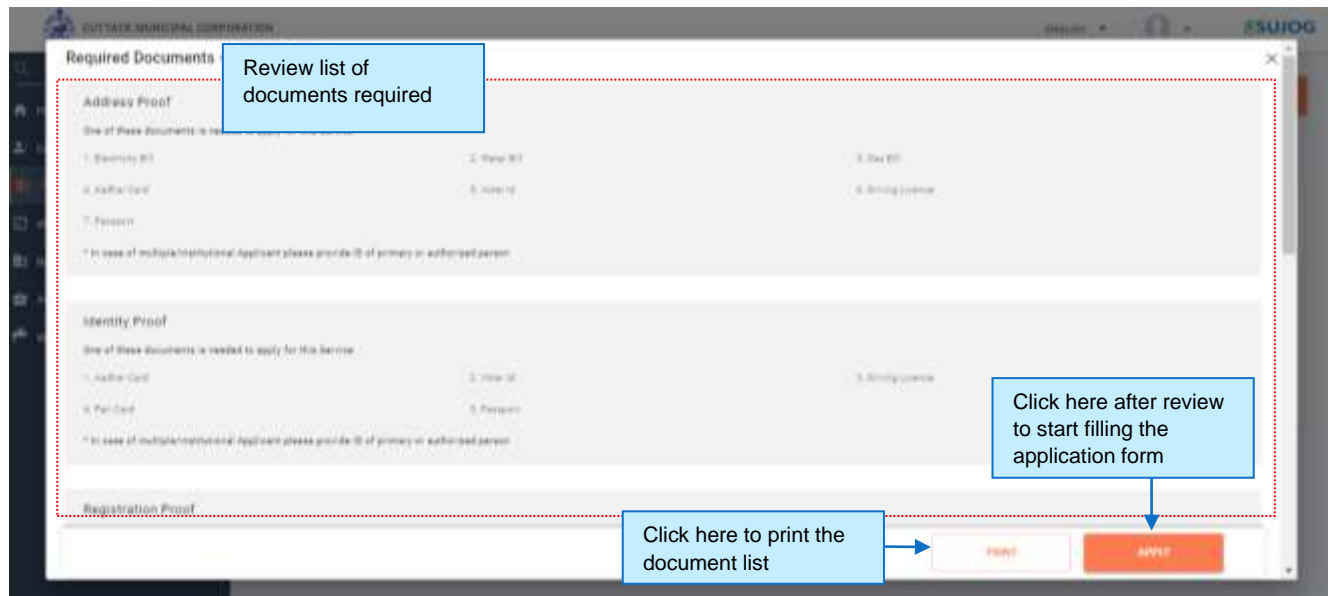 CUTTACK MUNICIPAL CORPORATION
ENGLISH
ESUJOG
Required Documents
Review list of
documents required
Address Proof
One of these documents is needed to apply for this Service
1. Electricity Bill 2. Water Bill 3. Gas Bill
4. Aadhar Card 5. Voter Id 6. Driving License
7. Passport
* In case of multiple/institutional Applicant please provide ID of primary or authorised person
Identity Proof
One of these documents is needed to apply for this Service
1. Aadhar Card 2. Voter Id 3. Driving License
4. Pan Card 5. Passport
* In case of multiple/institutional Applicant please provide ID of primary or authorised person
Click here after review
to start filling the
application form
Registration Proof
Click here to print the
document list
PRINT
APPLY